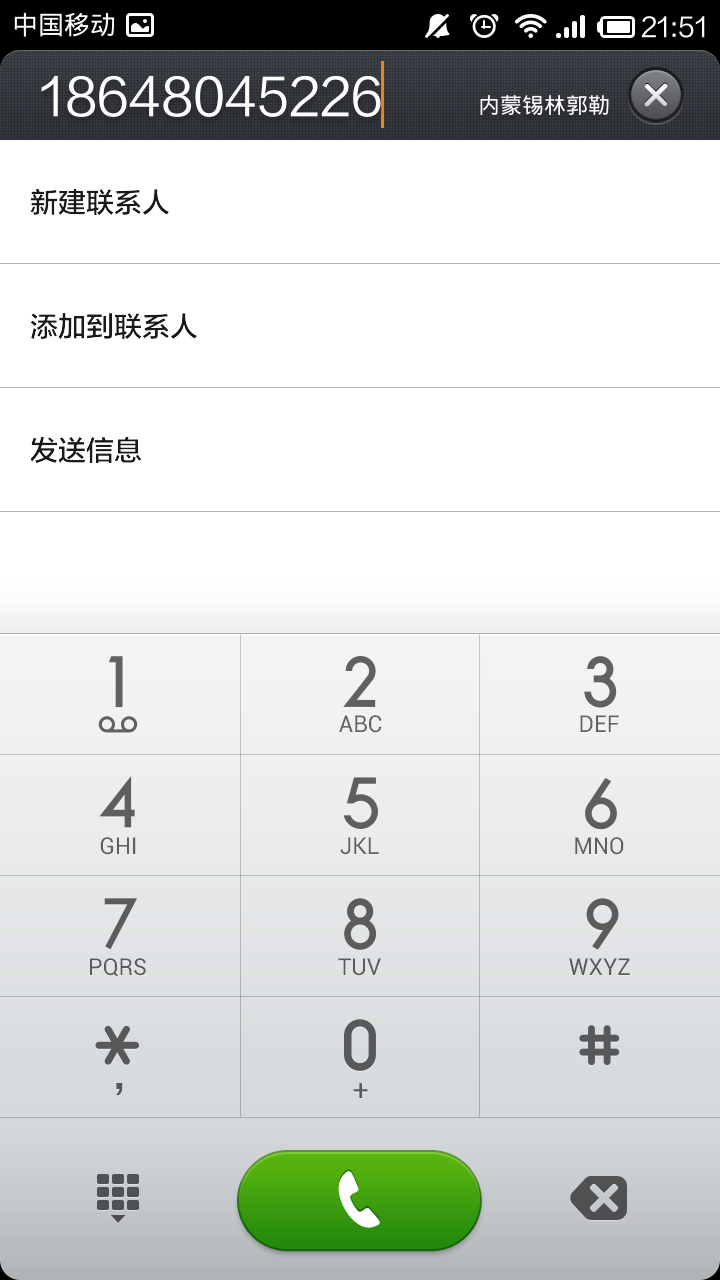 中国移动 21:51
18648045226 内蒙锡林郭勒
新建联系人
添加到联系人
发送信息
1 2 3
ABC DEF
4 5 6
GHI JKL MNO
7 8 9
PQRS TUV WXYZ
* 0 #
, +